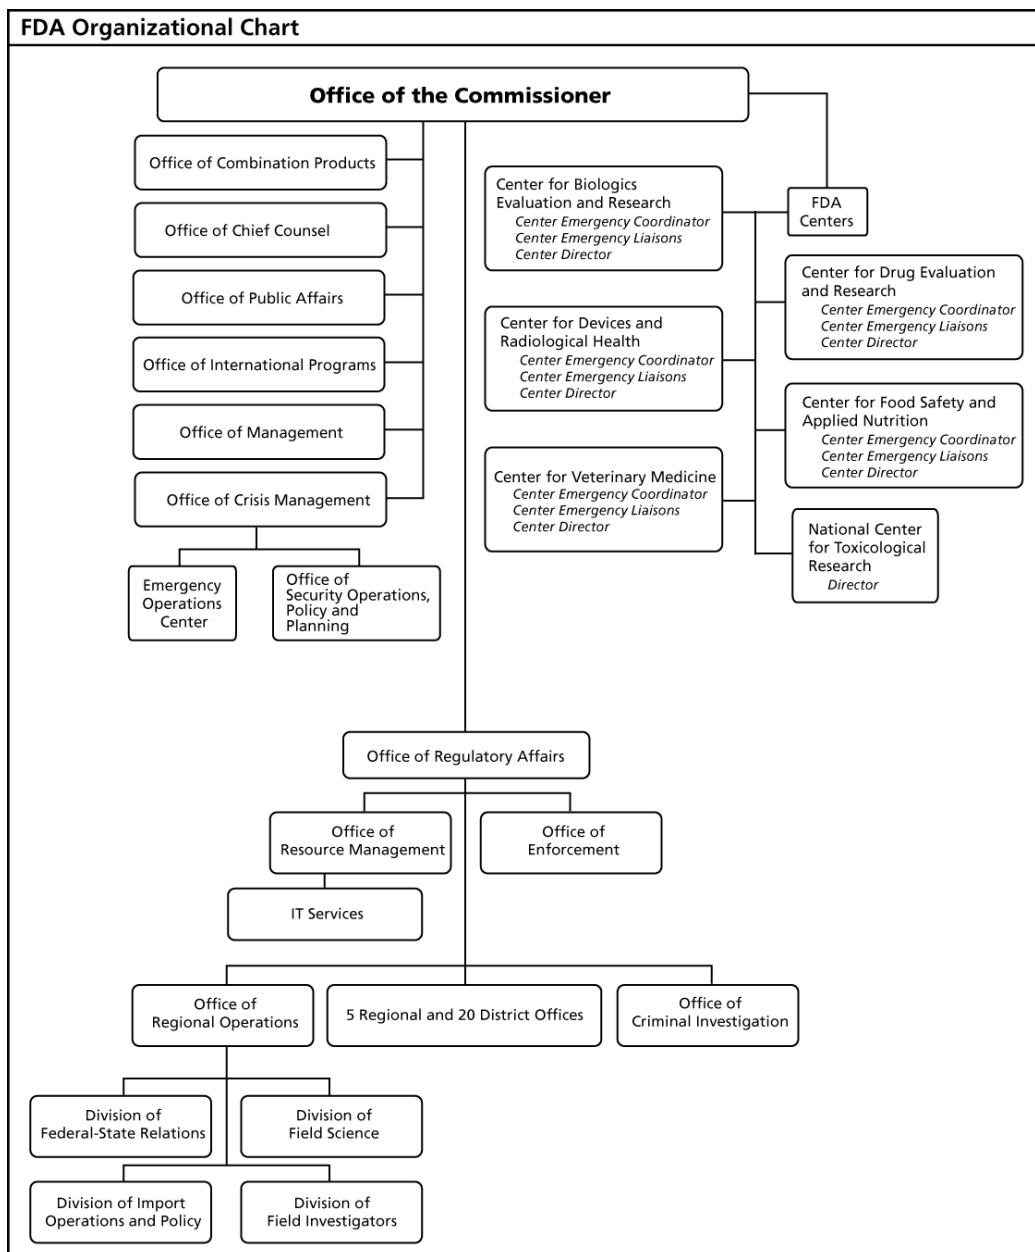 FDA Organizational Chart
Office of the Commissioner
Office of Combination Products
Office of Chief Counsel
Office of Public Affairs
Office of International Programs
Office of Management
Office of Crisis Management
Emergency
Operations
Center
Office of
Security Operations,
Policy and
Planning
FDA
Centers
Center for Biologics
Evaluation and Research
Center Emergency Coordinator
Center Emergency Liaisons
Center Director
Center for Drug Evaluation
and Research
Center Emergency Coordinator
Center Emergency Liaisons
Center Director
Center for Devices and
Radiological Health
Center Emergency Coordinator
Center Emergency Liaisons
Center Director
Center for Food Safety and
Applied Nutrition
Center Emergency Coordinator
Center Emergency Liaisons
Center Director
Center for Veterinary Medicine
Center Emergency Coordinator
Center Emergency Liaisons
Center Director
National Center
for Toxicological
Research
Director
Office of Regulatory Affairs
Office of
Resource Management
Office of
Enforcement
IT Services
Office of
Regional Operations
5 Regional and 20 District Offices
Office of
Criminal Investigation
Division of
Federal-State Relations
Division of
Field Science
Division of Import
Operations and Policy
Division of
Field Investigators